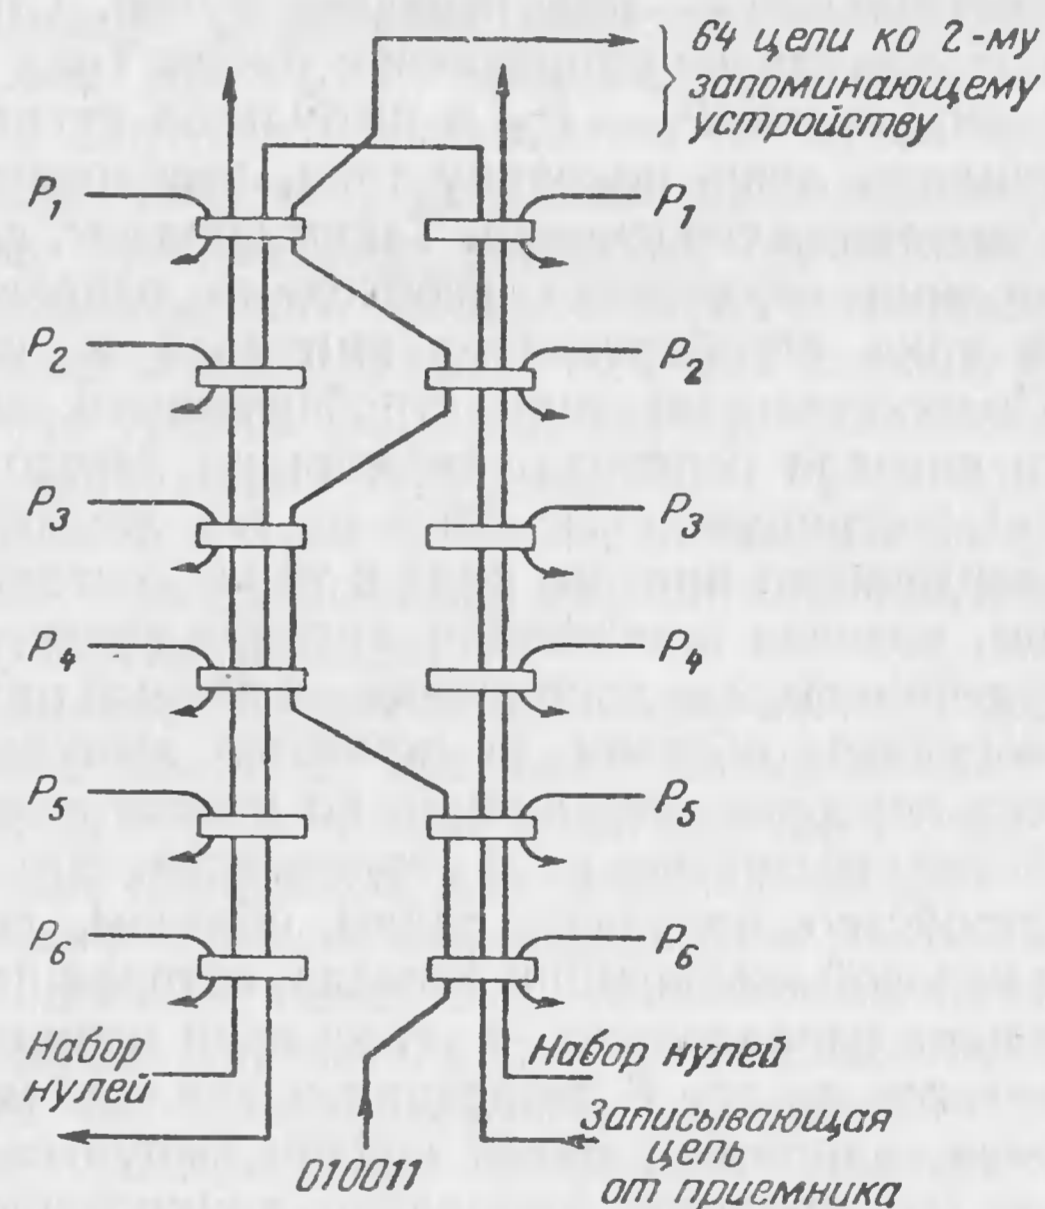 64 цепи ко 2-му
запоминающему
устройству
P1 P1
P2 P2
P3 P3
P4 P4
P5 P5
P6 P6
Набор
нулей
Набор нулей
Записывающая
цепь
от приемника
010011